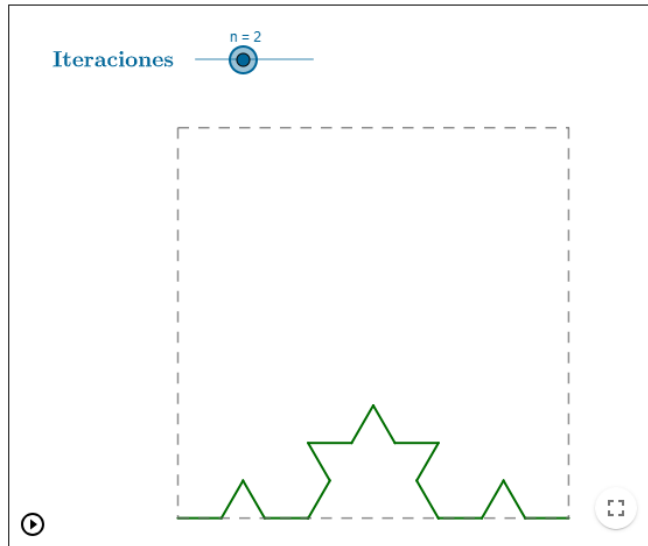 n = 2
Iteraciones